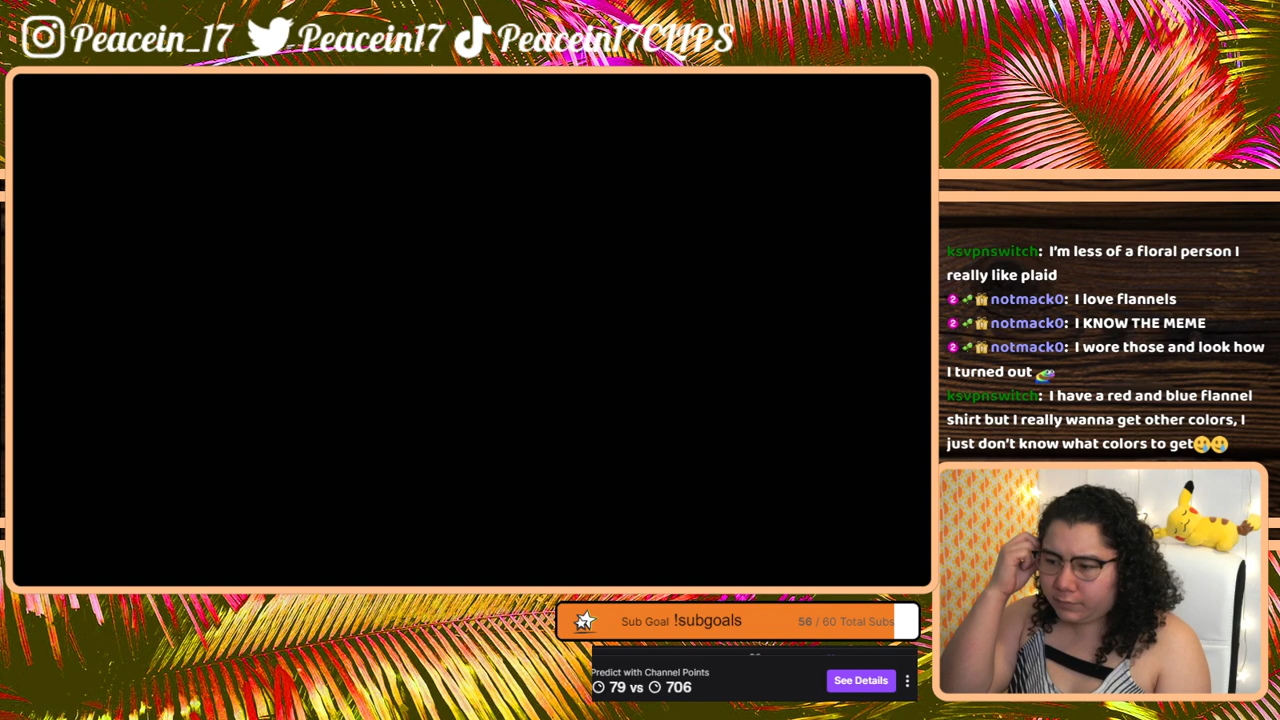 Peacein_17 Peacein17 Peacein17ClIPS
ksvpnswitch: I'm less of a floral person I
really like plaid
2 notmack0: I love flannels
2 notmack0: I KNOW THE MEME
2 notmack0: I wore those and look how
I turned out
ksvpnswitch: I have a red and blue flannel
shirt but I really wanna get other colors, I
just don't know what colors to get
Sub Goal !subgoals 56 / 60 Total Subs
Predict with Channel Points
79 vs 706
See Details